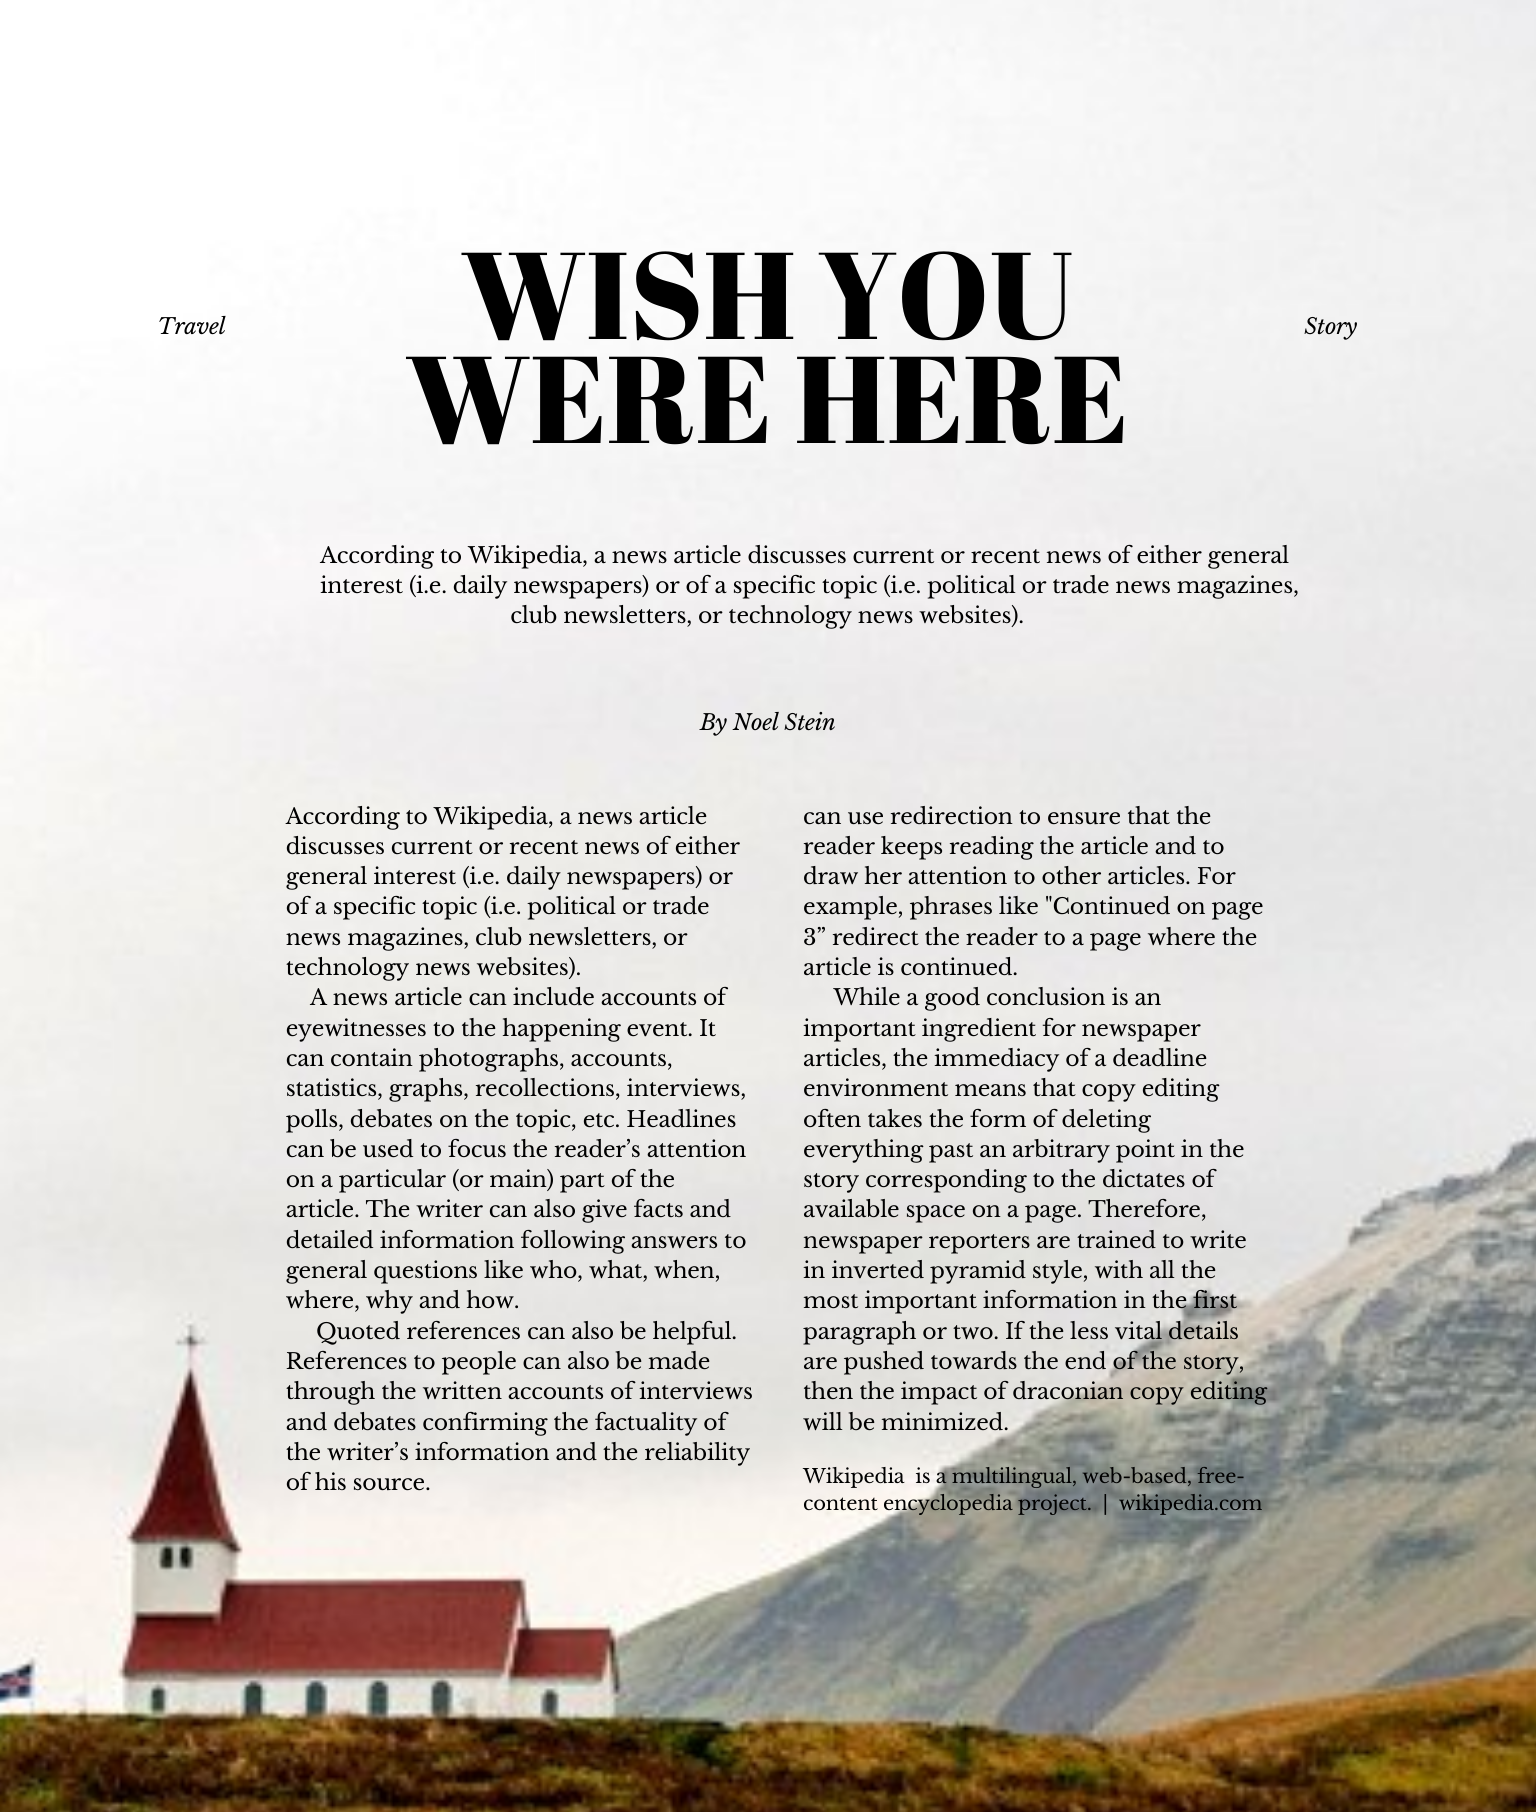 Travel
WISH YOU
WERE HERE
Story
According to Wikipedia, a news article discusses current or recent news of either general
interest (i.e. daily newspapers) or of a specific topic (i.e. political or trade news magazines,
club newsletters, or technology news websites).
By Noel Stein
According to Wikipedia, a news article
discusses current or recent news of either
general interest (i.e. daily newspapers) or
of a specific topic (i.e. political or trade
news magazines, club newsletters, or
technology news websites).
A news article can include accounts of
eyewitnesses to the happening event. It
can contain photographs, accounts,
statistics, graphs, recollections, interviews,
polls, debates on the topic, etc. Headlines
can be used to focus the reader’s attention
on a particular (or main) part of the
article. The writer can also give facts and
detailed information following answers to
general questions like who, what, when,
where, why and how.
Quoted references can also be helpful.
References to people can also be made
through the written accounts of interviews
and debates confirming the factuality of
the writer’s information and the reliability
of his source.
can use redirection to ensure that the
reader keeps reading the article and to
draw her attention to other articles. For
example, phrases like "Continued on page
3” redirect the reader to a page where the
article is continued.
While a good conclusion is an
important ingredient for newspaper
articles, the immediacy of a deadline
environment means that copy editing
often takes the form of deleting
everything past an arbitrary point in the
story corresponding to the dictates of
available space on a page. Therefore,
newspaper reporters are trained to write
in inverted pyramid style, with all the
most important information in the first
paragraph or two. If the less vital details
are pushed towards the end of the story,
then the impact of draconian copy editing
will be minimized.
Wikipedia  is a multilingual, web-based, free-
content encyclopedia project.  |  wikipedia.com